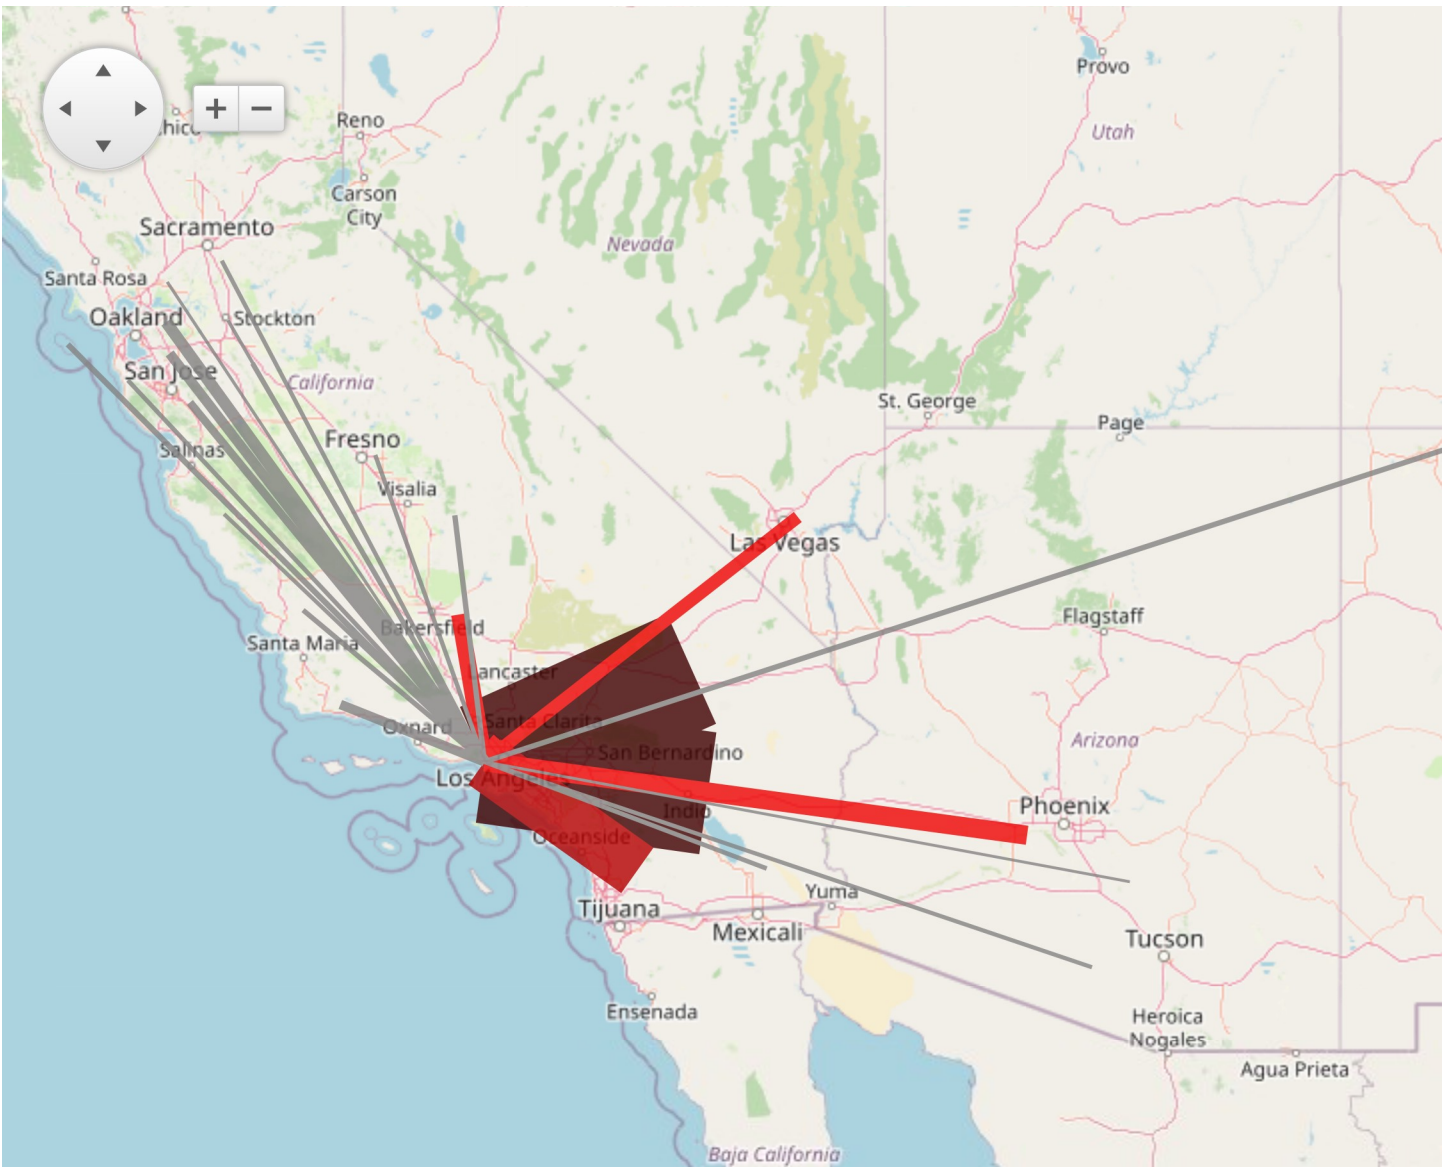 Provo
Reno
hico
Utah
Carson
City
Sacramento
Nevada
Santa Rosa
Oakland
Stockton
San Jose
California
St. George
Page
Fresno
Salinas
Visalia
Las Vegas
Flagstaff
Bakersfield
Santa Maria
Lancaster
Santa Clarita
Oxnard
San Bernardino
Arizona
Los Angeles
Phoenix
Indio
Oceanside
Yuma
Tijuana
Mexicali
Tucson
Ensenada
Heroica
Nogales
Agua Prieta
Baja California